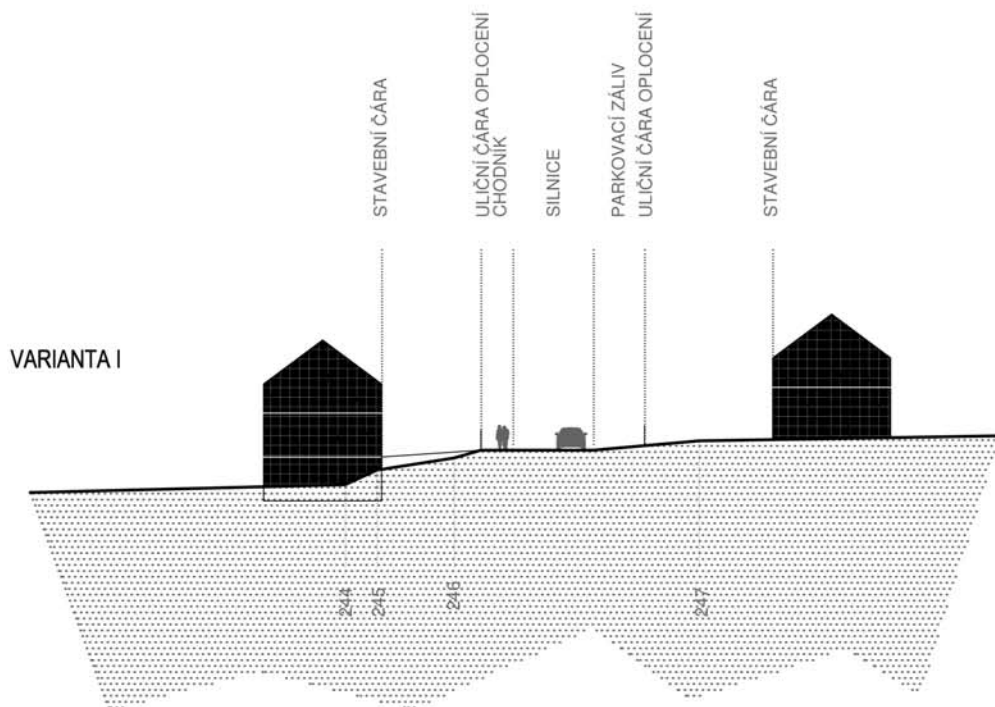 STAVEBNÍ ČÁRA
ULIČNÍ ČÁRA OPLOCENÍ
CHODNÍK
SILNICE
PARKOVACÍ ZÁLIV
ULIČNÍ ČÁRA OPLOCENÍ
STAVEBNÍ ČÁRA
VARIANTA I
244
245
246
247